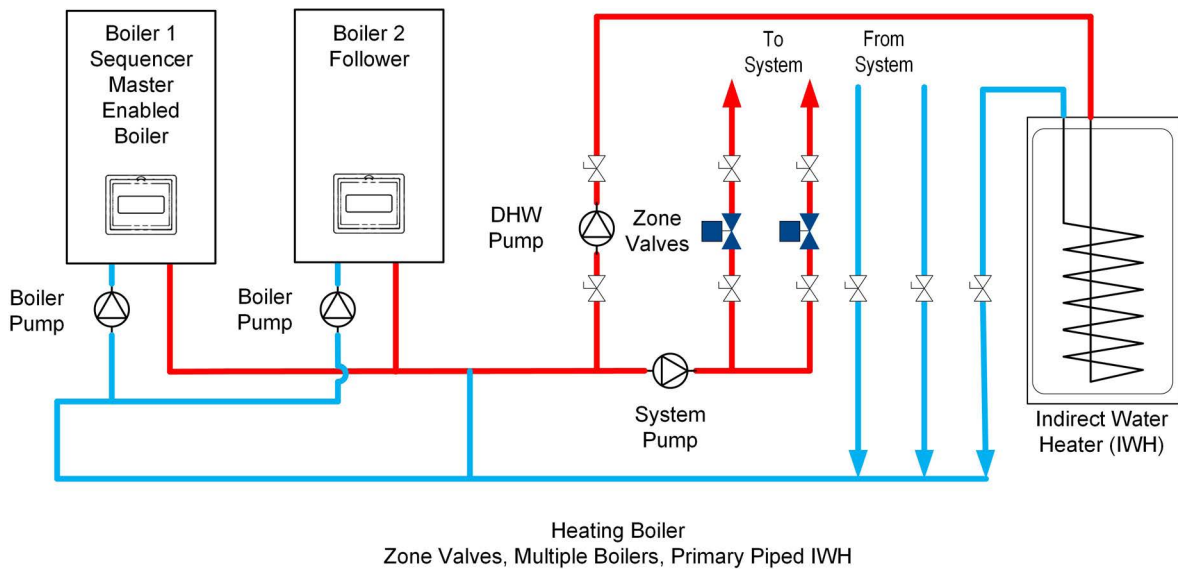 Boiler 1
Sequencer
Master
Enabled
Boiler
Boiler 2
Follower
To
System
From
System
DHW
Pump
Zone
Valves
Boiler
Pump
Boiler
Pump
System
Pump
Indirect Water
Heater (IWH)
Heating Boiler
Zone Valves, Multiple Boilers, Primary Piped IWH